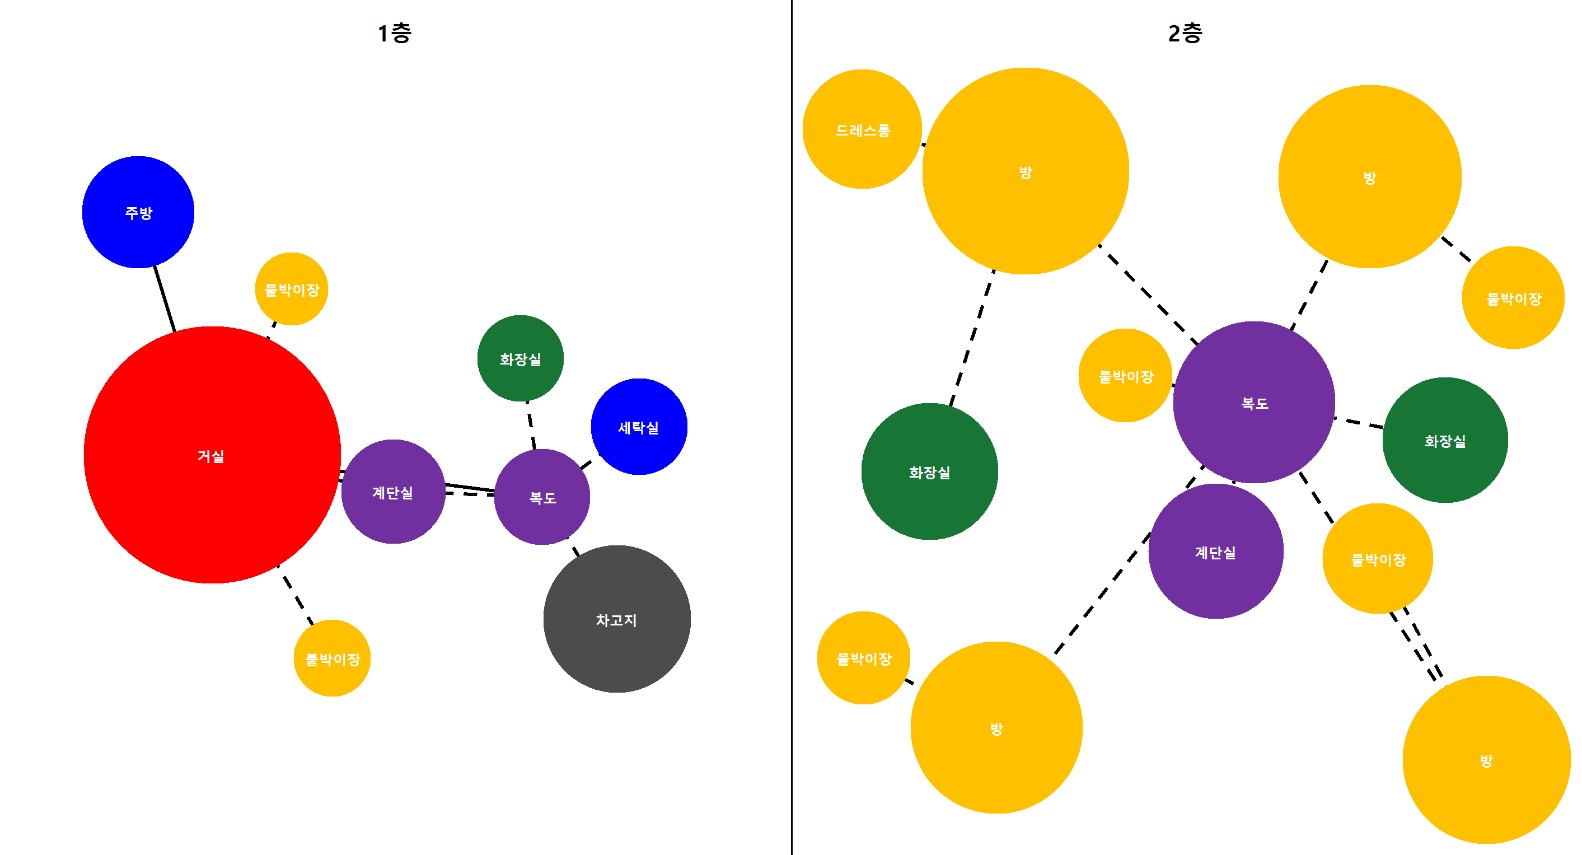 1층
주방
붙박이장
화장실
세탁실
거실
계단실
복도
차고지
붙박이장
2층
드레스룸
방
방
붙박이장
붙박이장
복도
화장실
화장실
계단실
붙박이장
붙박이장
방
방